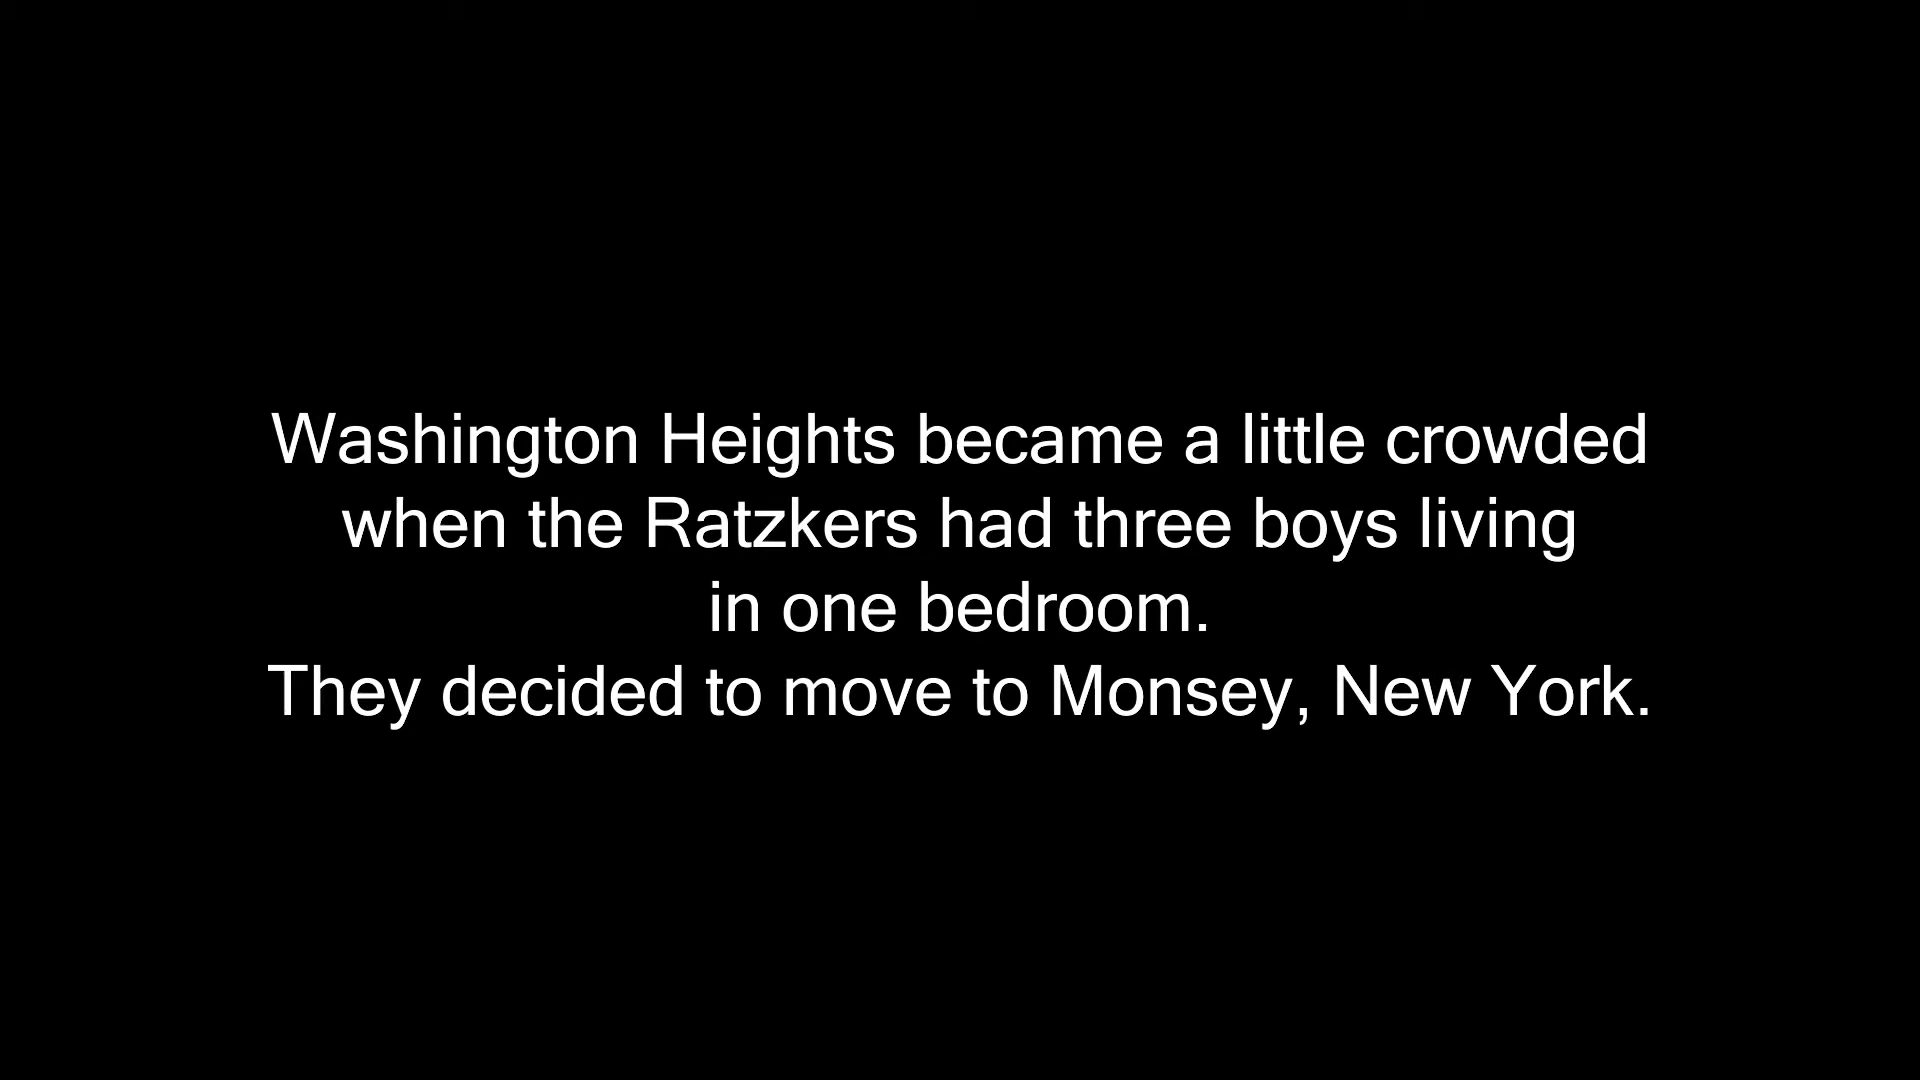 Washington Heights became a little crowded
when the Ratzkers had three boys living
in one bedroom.
They decided to move to Monsey, New York.